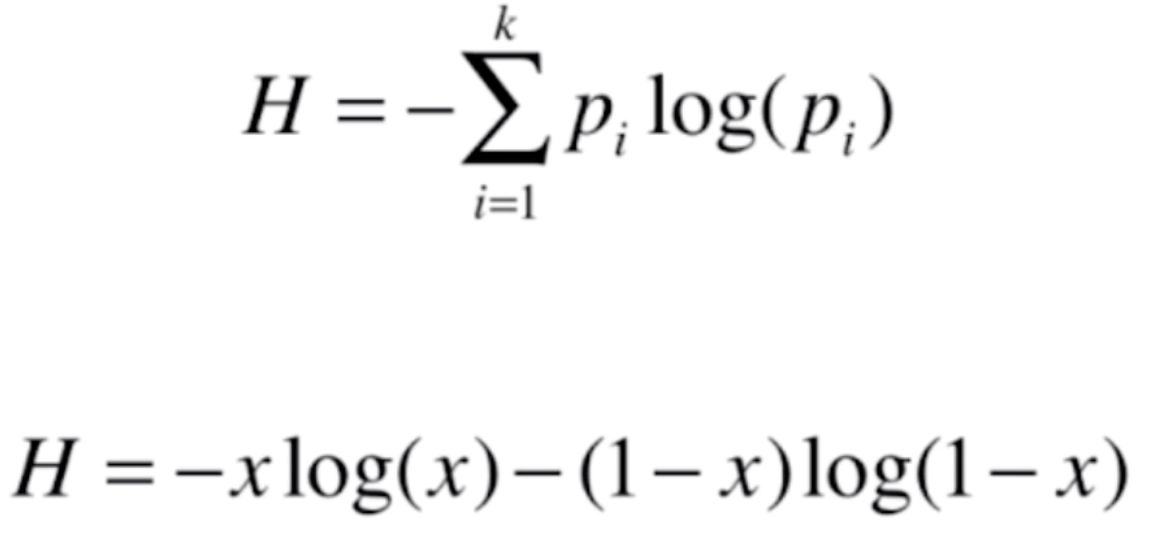 H = −∑_{i=1}^{k} p_i log(p_i)
H = −x log(x) − (1 − x) log(1 − x)